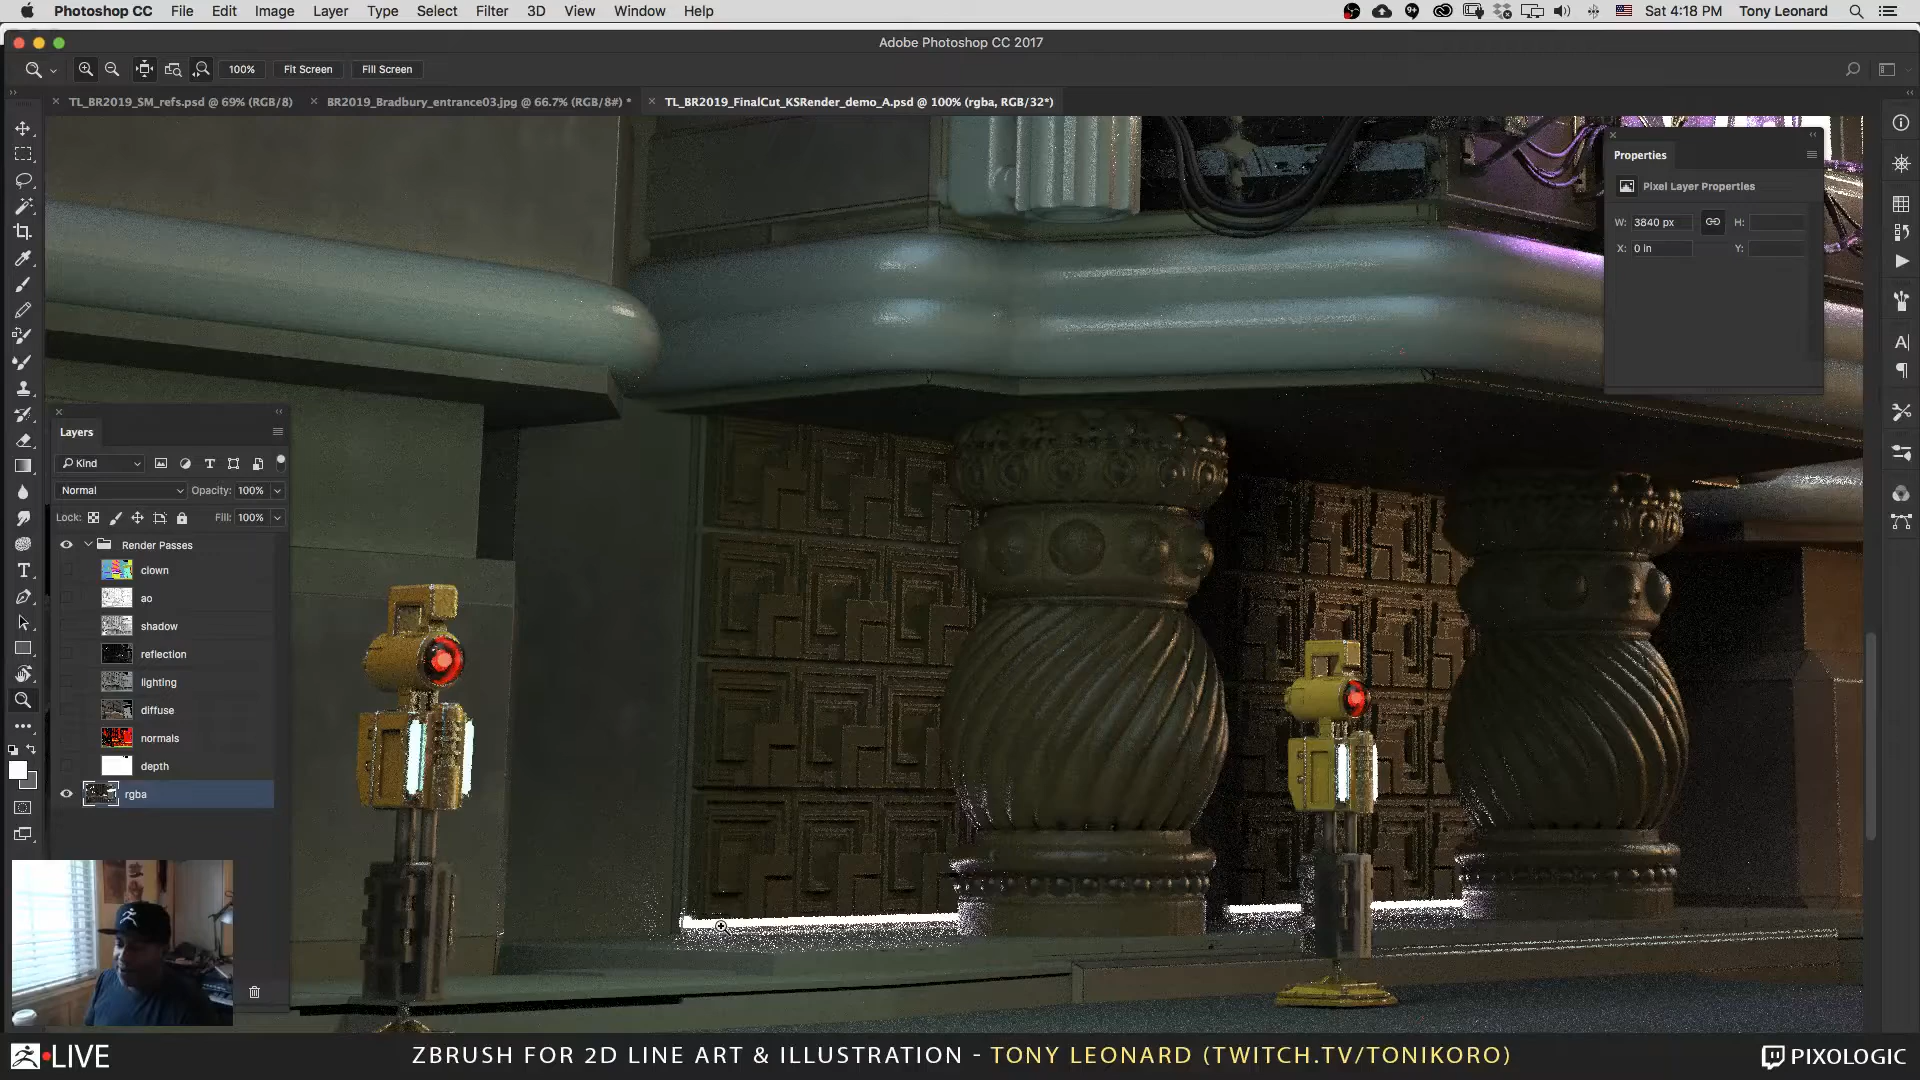 Photoshop CC File Edit Image Layer Type Select Filter 3D View Window Help Sat 4:18 PM Tony Leonard
Adobe Photoshop CC 2017
100% Fit Screen Fill Screen
TL_BR2019_SM_refs.psd @ 69% (RGB/8) BR2019_Bradbury_entrance03.jpg @ 66.7% (RGB/8#) * TL_BR2019_FinalCut_KSRender_demo_A.psd @ 100% (rgba, RGB/32*)
Properties
Pixel Layer Properties
W: 3840 px H:
X: 0 in Y:
Layers
Kind
Normal Opacity: 100%
Lock: Fill: 100%
Render Passes
clown
ao
shadow
reflection
lighting
diffuse
normals
depth
rgba
LIVE ZBRUSH FOR 2D LINE ART & ILLUSTRATION - TONY LEONARD (TWITCH.TV/TONIKORO) PIXOLOGIC